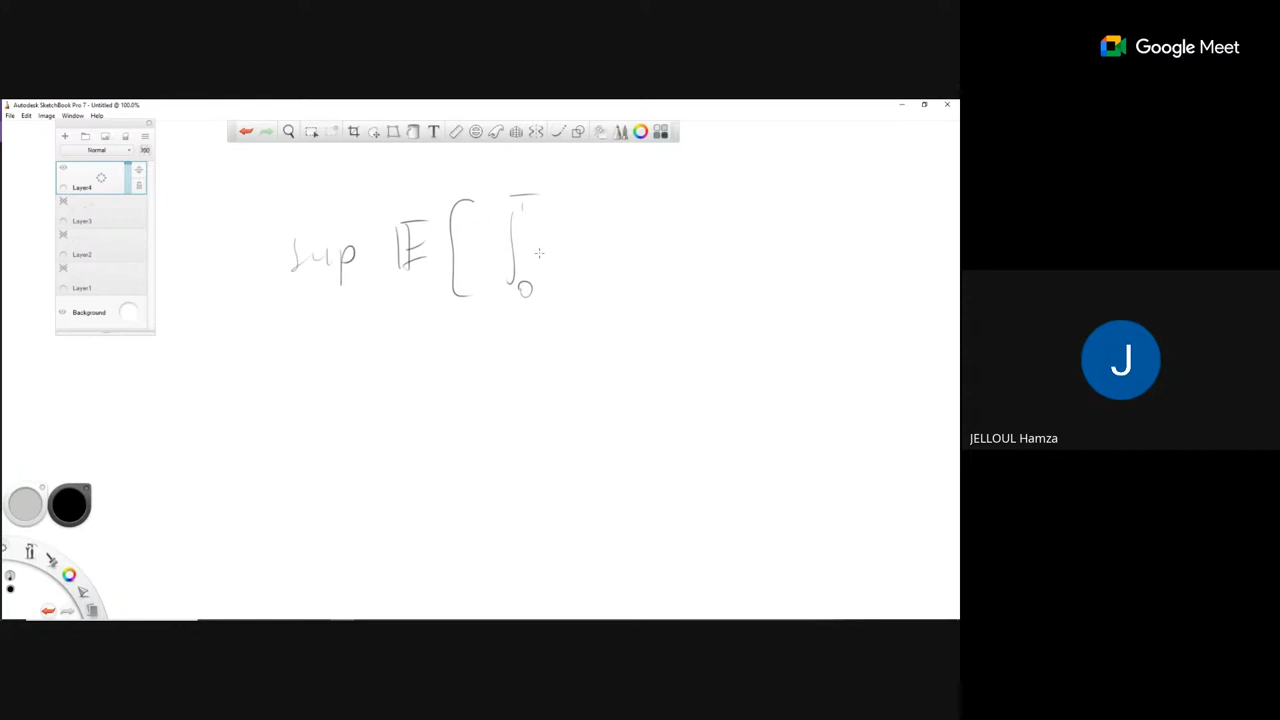 Google Meet
Autodesk SketchBook Pro 7 - Untitled @ 100.0%
File Edit Image Window Help
Normal
100
Layer4
Layer3
Layer2
Layer1
Background
sup 𝔼 [ ∫₀ᵀ
J
JELLOUL Hamza